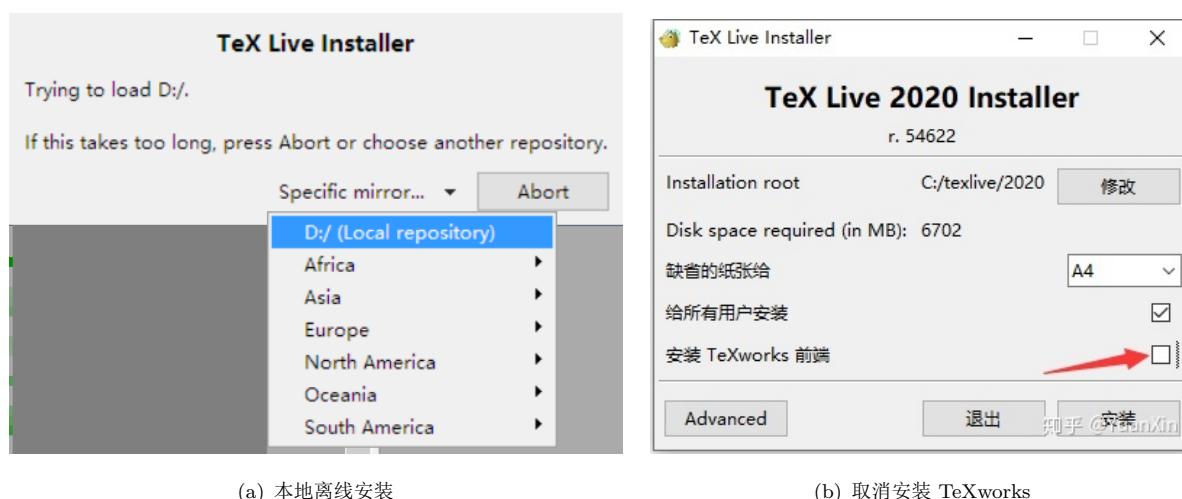 TeX Live Installer
Trying to load D:/.
If this takes too long, press Abort or choose another repository.
Specific mirror... Abort
D:/ (Local repository)
Africa
Asia
Europe
North America
Oceania
South America
(a) 本地离线安装
TeX Live Installer
TeX Live 2020 Installer
r. 54622
Installation root C:/texlive/2020 修改
Disk space required (in MB): 6702
缺省的纸张给 A4
给所有用户安装
安装 TeXworks 前端
Advanced 退出 安装
知乎 @YuanXin
(b) 取消安装 TeXworks